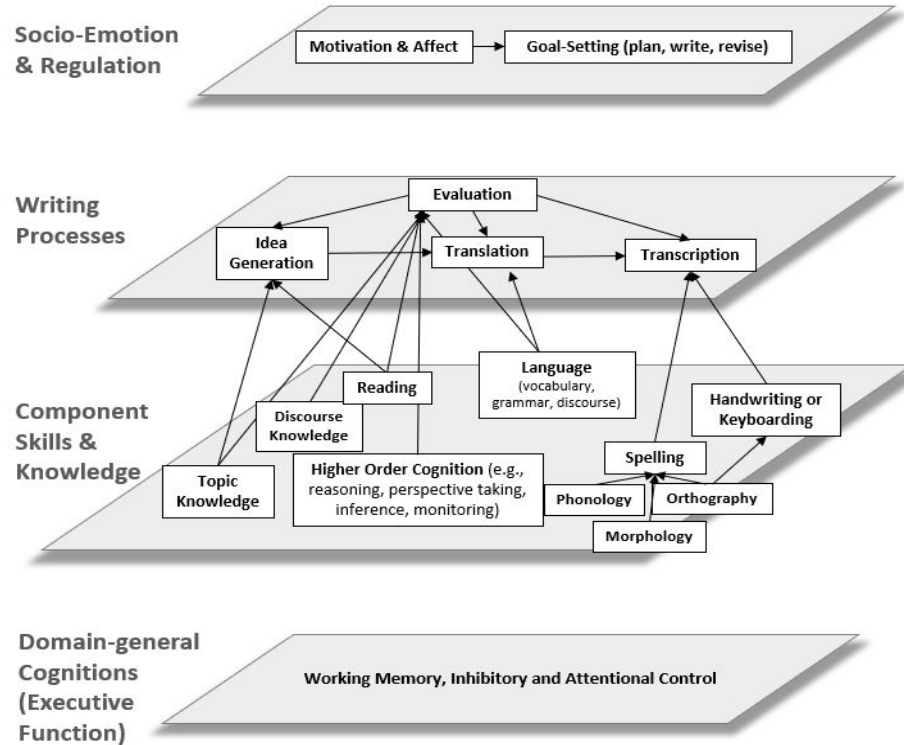 Socio-Emotion
& Regulation
Motivation & Affect
Goal-Setting (plan, write, revise)
Writing
Processes
Evaluation
Idea
Generation
Translation
Transcription
Component
Skills &
Knowledge
Reading
Language
(vocabulary,
grammar, discourse)
Handwriting or
Keyboarding
Discourse
Knowledge
Topic
Knowledge
Higher Order Cognition (e.g.,
reasoning, perspective taking,
inference, monitoring)
Spelling
Phonology
Orthography
Morphology
Domain-general
Cognitions
(Executive
Function)
Working Memory, Inhibitory and Attentional Control